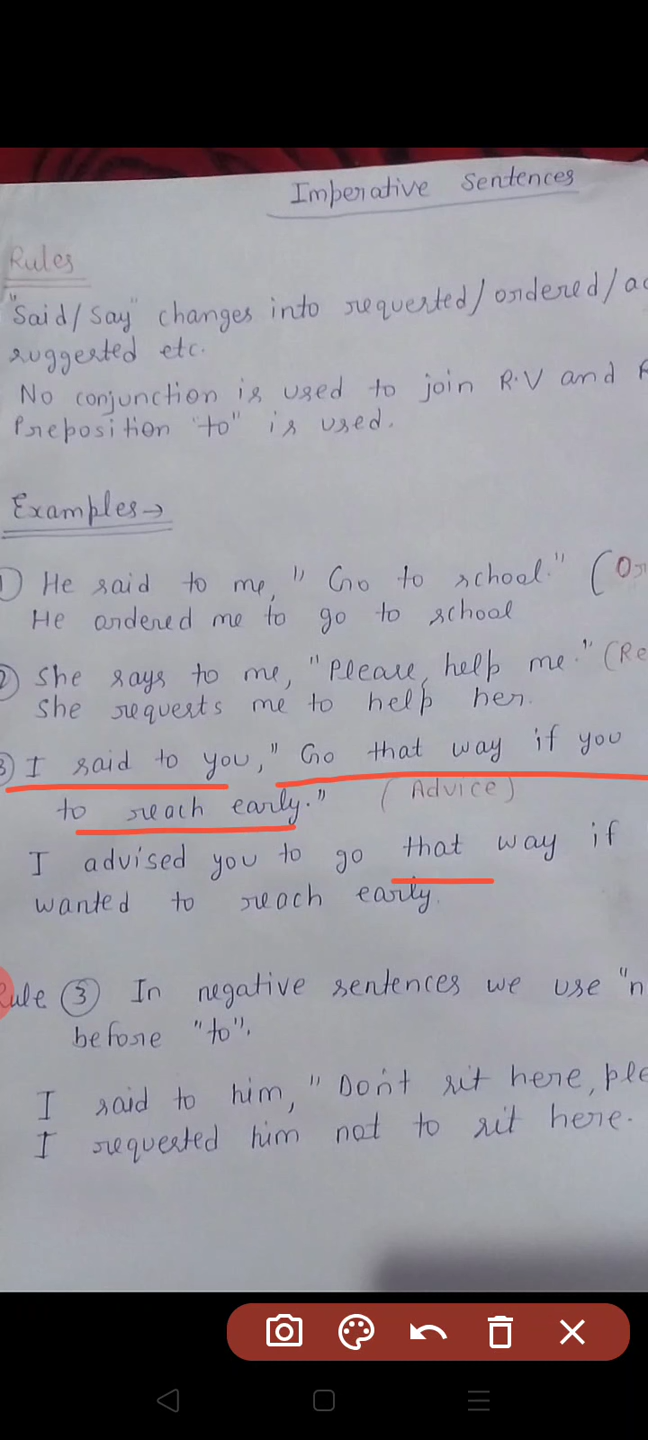 Imperative Sentences
Rules
"Said/Say" changes into requested/ordered/
suggested etc.
No conjunction is used to join R.V and
Preposition "to" is used.
Examples→
1) He said to me, " Go to school." (
He ordered me to go to school
2) She says to me, "Please, help me." (
She requests me to help her.
3) I said to you," Go that way if you
to reach early." (Advice)
I advised you to go that way if
wanted to reach early.
Rule (3) In negative sentences we use
before "to".
I said to him, " Don't sit here,
I requested him not to sit here.